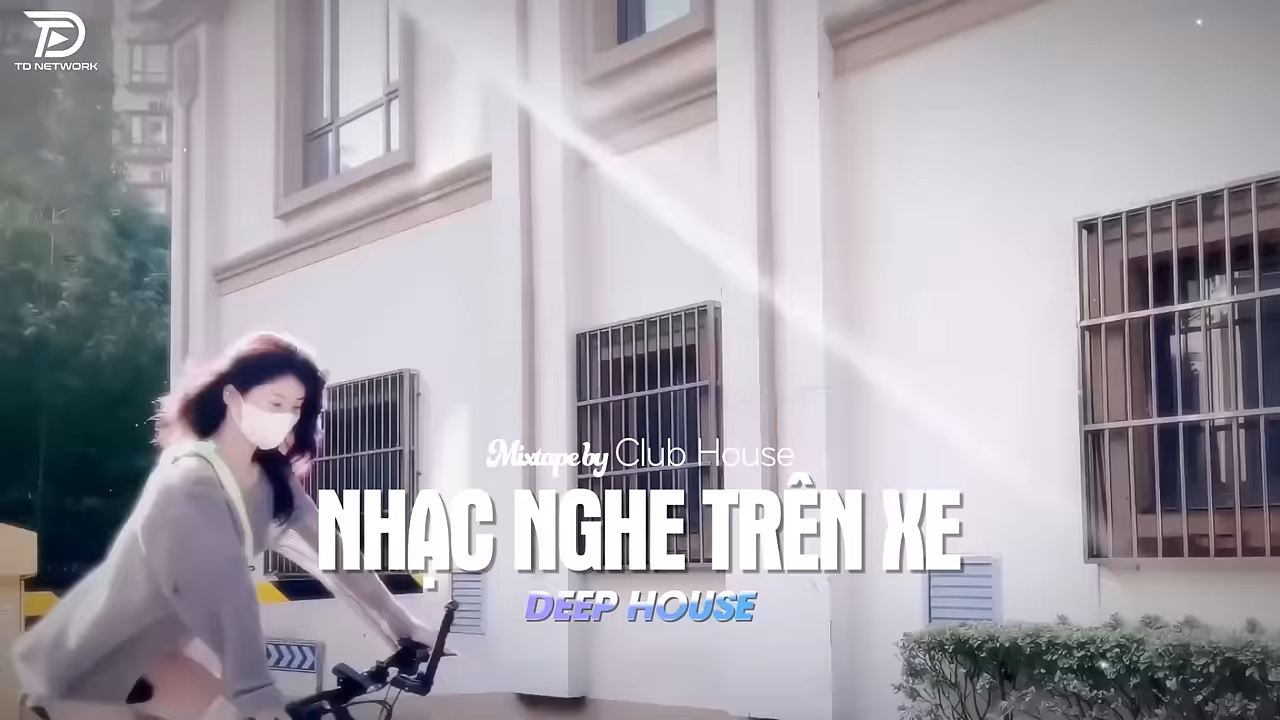 TD NETWORK
Mixtape by Club House
NHẠC NGHE TRÊN XE
DEEP HOUSE